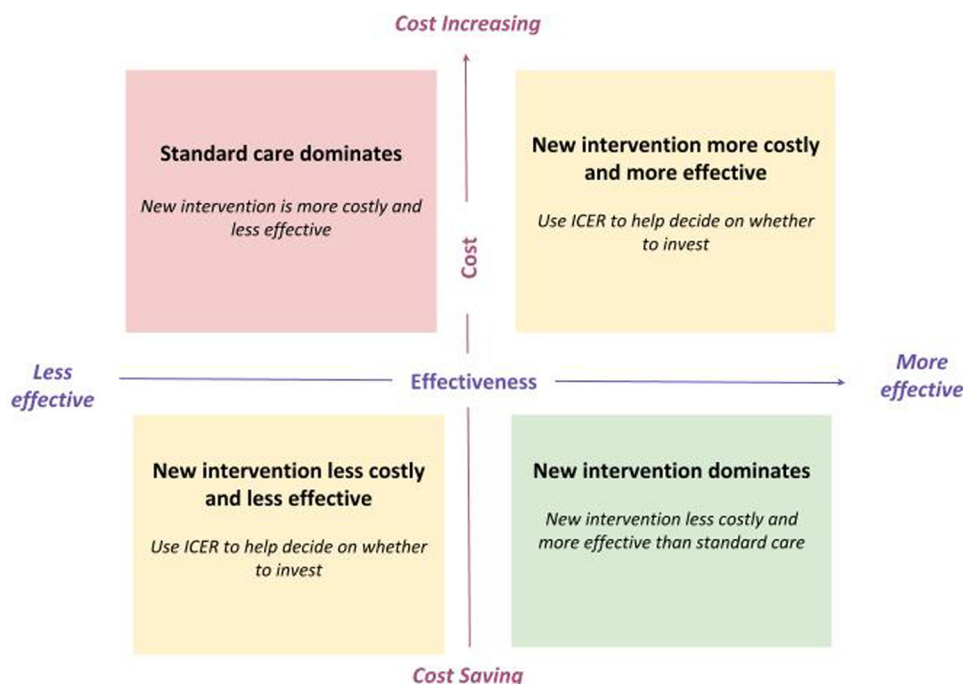 Cost Increasing
Standard care dominates
New intervention is more costly and
less effective
New intervention more costly
and more effective
Use ICER to help decide on whether
to invest
Cost
Less
effective
Effectiveness
More
effective
New intervention less costly
and less effective
Use ICER to help decide on whether
to invest
New intervention dominates
New intervention less costly and
more effective than standard care
Cost Saving